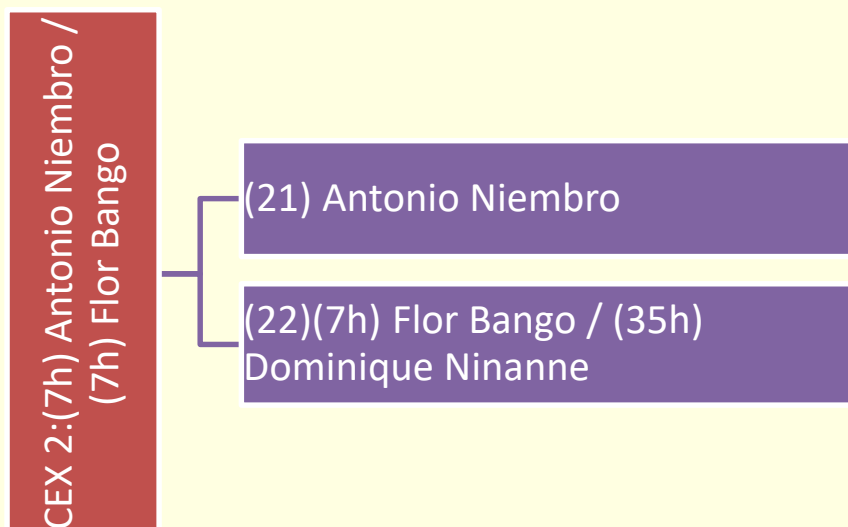 CEX 2:(7h) Antonio Niembro /
(7h) Flor Bango
(21) Antonio Niembro
(22)(7h) Flor Bango / (35h)
Dominique Ninanne